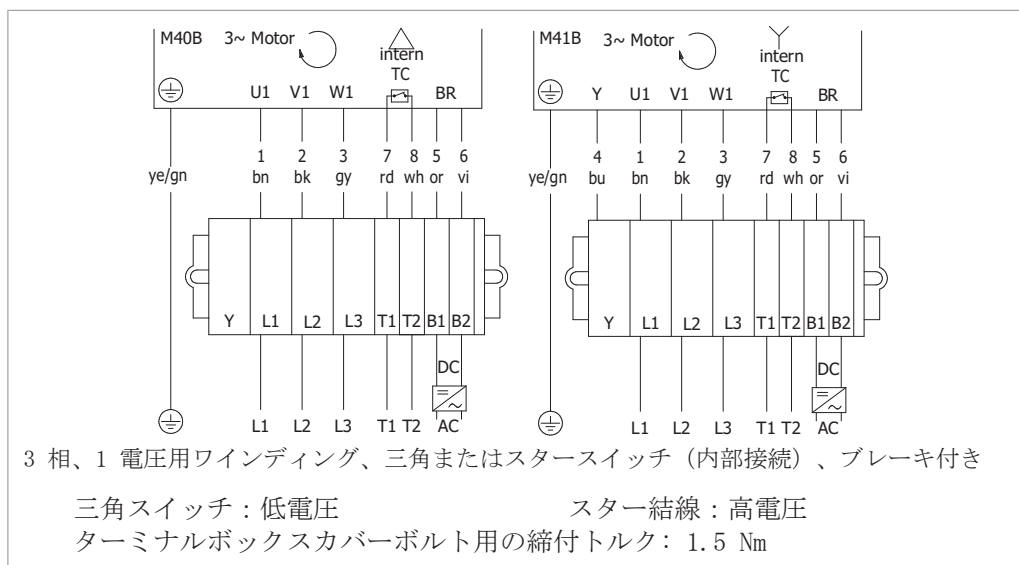 M40B 3~ Motor intern TC
U1 V1 W1 BR
1 2 3 7 8 5 6
ye/gn bn bk gy rd wh or vi
Y L1 L2 L3 T1 T2 B1 B2
DC
L1 L2 L3 T1 T2 AC
M41B 3~ Motor intern TC
Y U1 V1 W1 BR
4 1 2 3 7 8 5 6
ye/gn bu bn bk gy rd wh or vi
Y L1 L2 L3 T1 T2 B1 B2
DC
L1 L2 L3 T1 T2 AC
3 相、1 電圧用ワインディング、三角またはスタースイッチ（内部接続）、ブレーキ付き
三角スイッチ：低電圧 スター結線：高電圧
ターミナルボックスカバーボルト用の締付トルク： 1.5 Nm